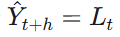 Ŷ_{t+h} = L_t